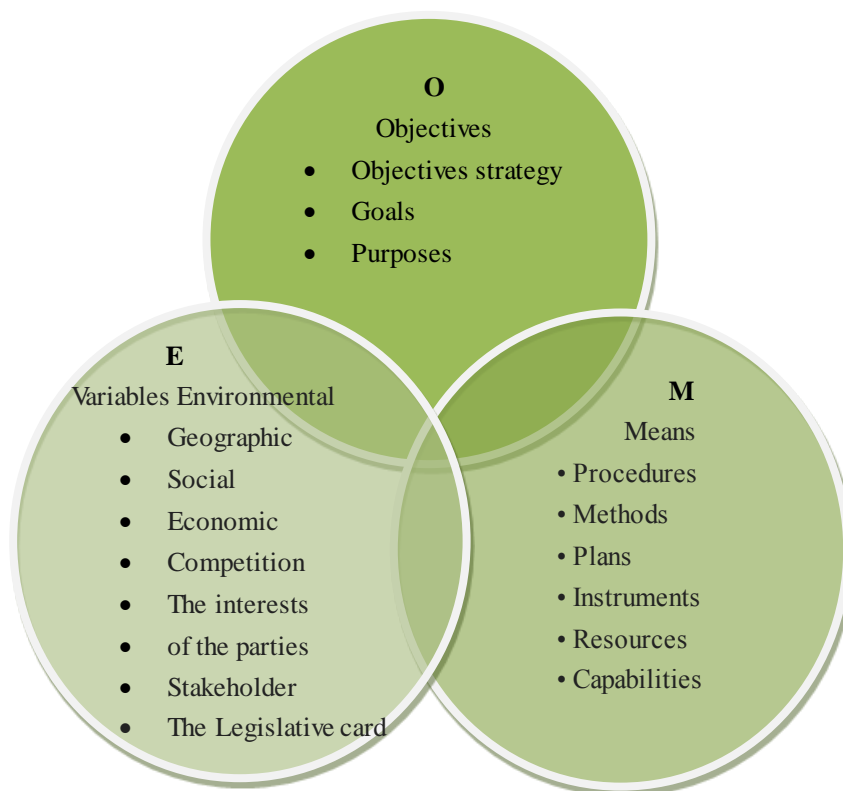 O
Objectives
• Objectives strategy
• Goals
• Purposes
E
Variables Environmental
• Geographic
• Social
• Economic
• Competition
• The interests
• of the parties
• Stakeholder
• The Legislative card
M
Means
• Procedures
• Methods
• Plans
• Instruments
• Resources
• Capabilities